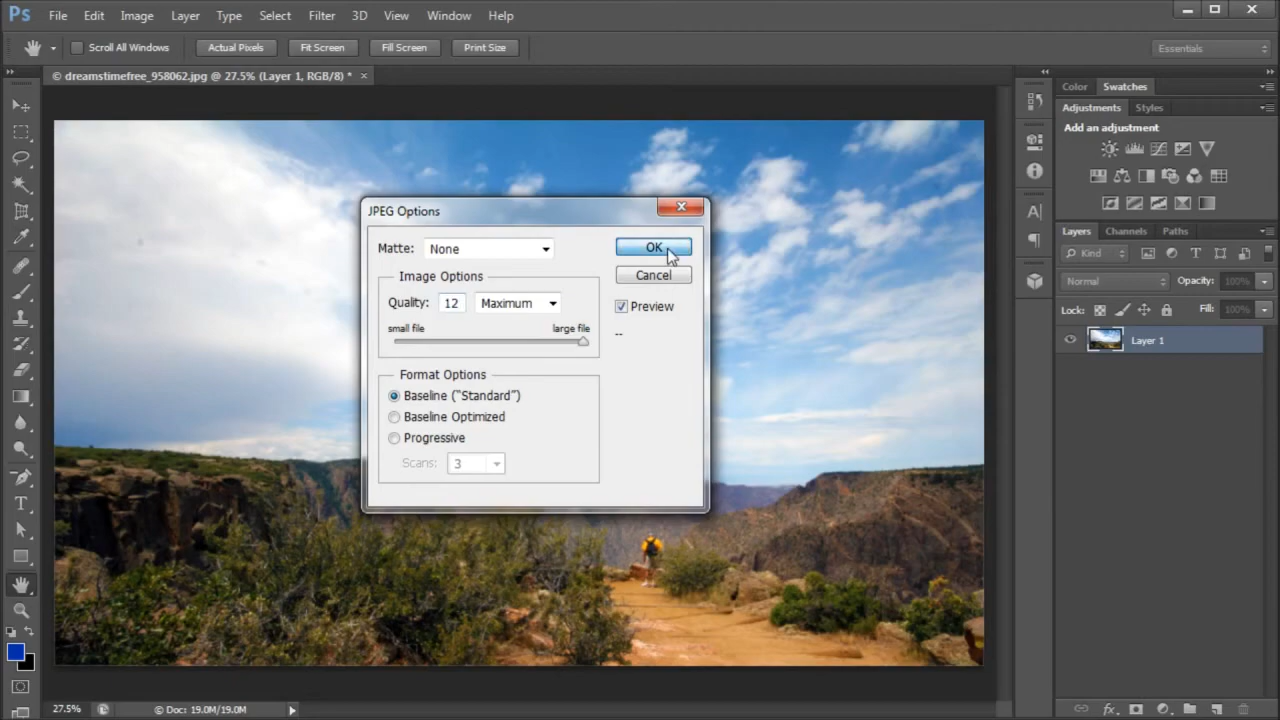 Ps File Edit Image Layer Type Select Filter 3D View Window Help
Scroll All Windows Actual Pixels Fit Screen Fill Screen Print Size Essentials
© dreamstimefree_958062.jpg @ 27.5% (Layer 1, RGB/8) * ×
Color Swatches
Adjustments Styles
Add an adjustment
JPEG Options
Matte: None OK
Cancel
Image Options
Quality: 12 Maximum Preview
small file large file
--
Format Options
Baseline ("Standard")
Baseline Optimized
Progressive
Scans: 3
Layers Channels Paths
Kind
Normal Opacity: 100%
Lock: Fill: 100%
Layer 1
27.5% © Doc: 19.0M/19.0M